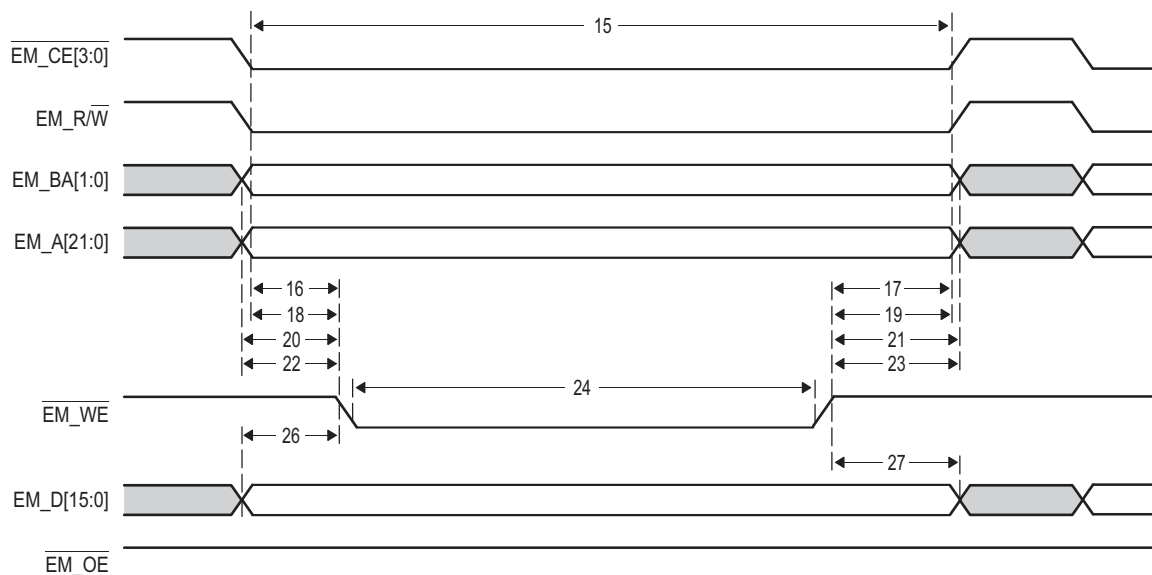 15
EM_CE[3:0]
EM_R/W
EM_BA[1:0]
EM_A[21:0]
16 17
18 19
20 21
22 23
24
EM_WE
26
27
EM_D[15:0]
EM_OE